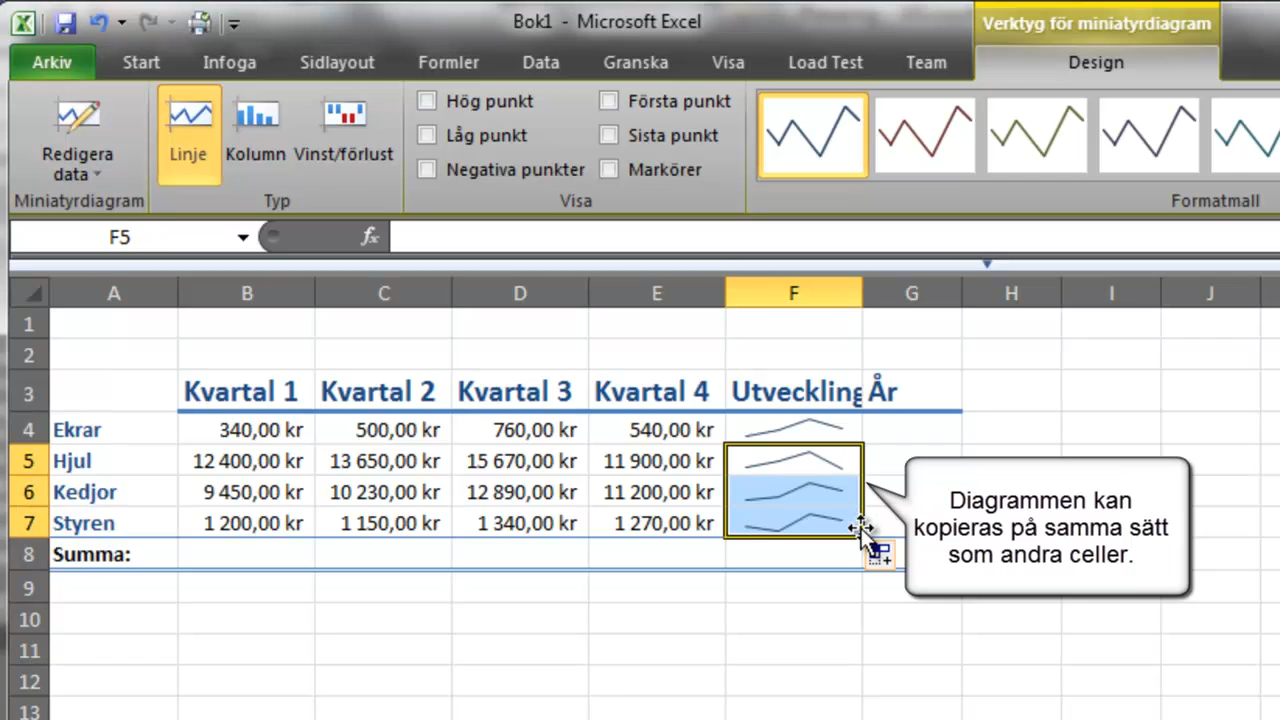 Bok1 - Microsoft Excel
Verktyg för miniatyrdiagram
Arkiv Start Infoga Sidlayout Formler Data Granska Visa Load Test Team Design
Redigera data
Linje Kolumn Vinst/förlust
Hög punkt Första punkt
Låg punkt Sista punkt
Negativa punkter Markörer
Miniatyrdiagram Typ Visa Formatmall
F5 fx
A B C D E F G H I J
1
2
3 Kvartal 1 Kvartal 2 Kvartal 3 Kvartal 4 Utveckling År
4 Ekrar 340,00 kr 500,00 kr 760,00 kr 540,00 kr
5 Hjul 12 400,00 kr 13 650,00 kr 15 670,00 kr 11 900,00 kr
6 Kedjor 9 450,00 kr 10 230,00 kr 12 890,00 kr 11 200,00 kr
7 Styren 1 200,00 kr 1 150,00 kr 1 340,00 kr 1 270,00 kr
8 Summa:
9
10
11
12
13
Diagrammen kan
kopieras på samma sätt
som andra celler.